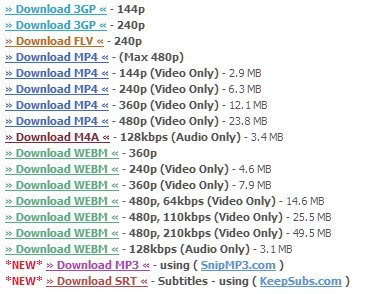 » Download 3GP « - 144p
» Download 3GP « - 240p
» Download FLV « - 240p
» Download MP4 « - (Max 480p)
» Download MP4 « - 144p (Video Only) - 2.9 MB
» Download MP4 « - 240p (Video Only) - 6.3 MB
» Download MP4 « - 360p (Video Only) - 12.1 MB
» Download MP4 « - 480p (Video Only) - 23.8 MB
» Download M4A « - 128kbps (Audio Only) - 3.4 MB
» Download WEBM « - 360p
» Download WEBM « - 240p (Video Only) - 4.6 MB
» Download WEBM « - 360p (Video Only) - 7.9 MB
» Download WEBM « - 480p, 64kbps (Video Only) - 14.6 MB
» Download WEBM « - 480p, 110kbps (Video Only) - 25.5 MB
» Download WEBM « - 480p, 210kbps (Video Only) - 49.5 MB
» Download WEBM « - 128kbps (Audio Only) - 3.1 MB
*NEW* » Download MP3 « - using ( SnipMP3.com )
*NEW* » Download SRT « - Subtitles - using ( KeepSubs.com )